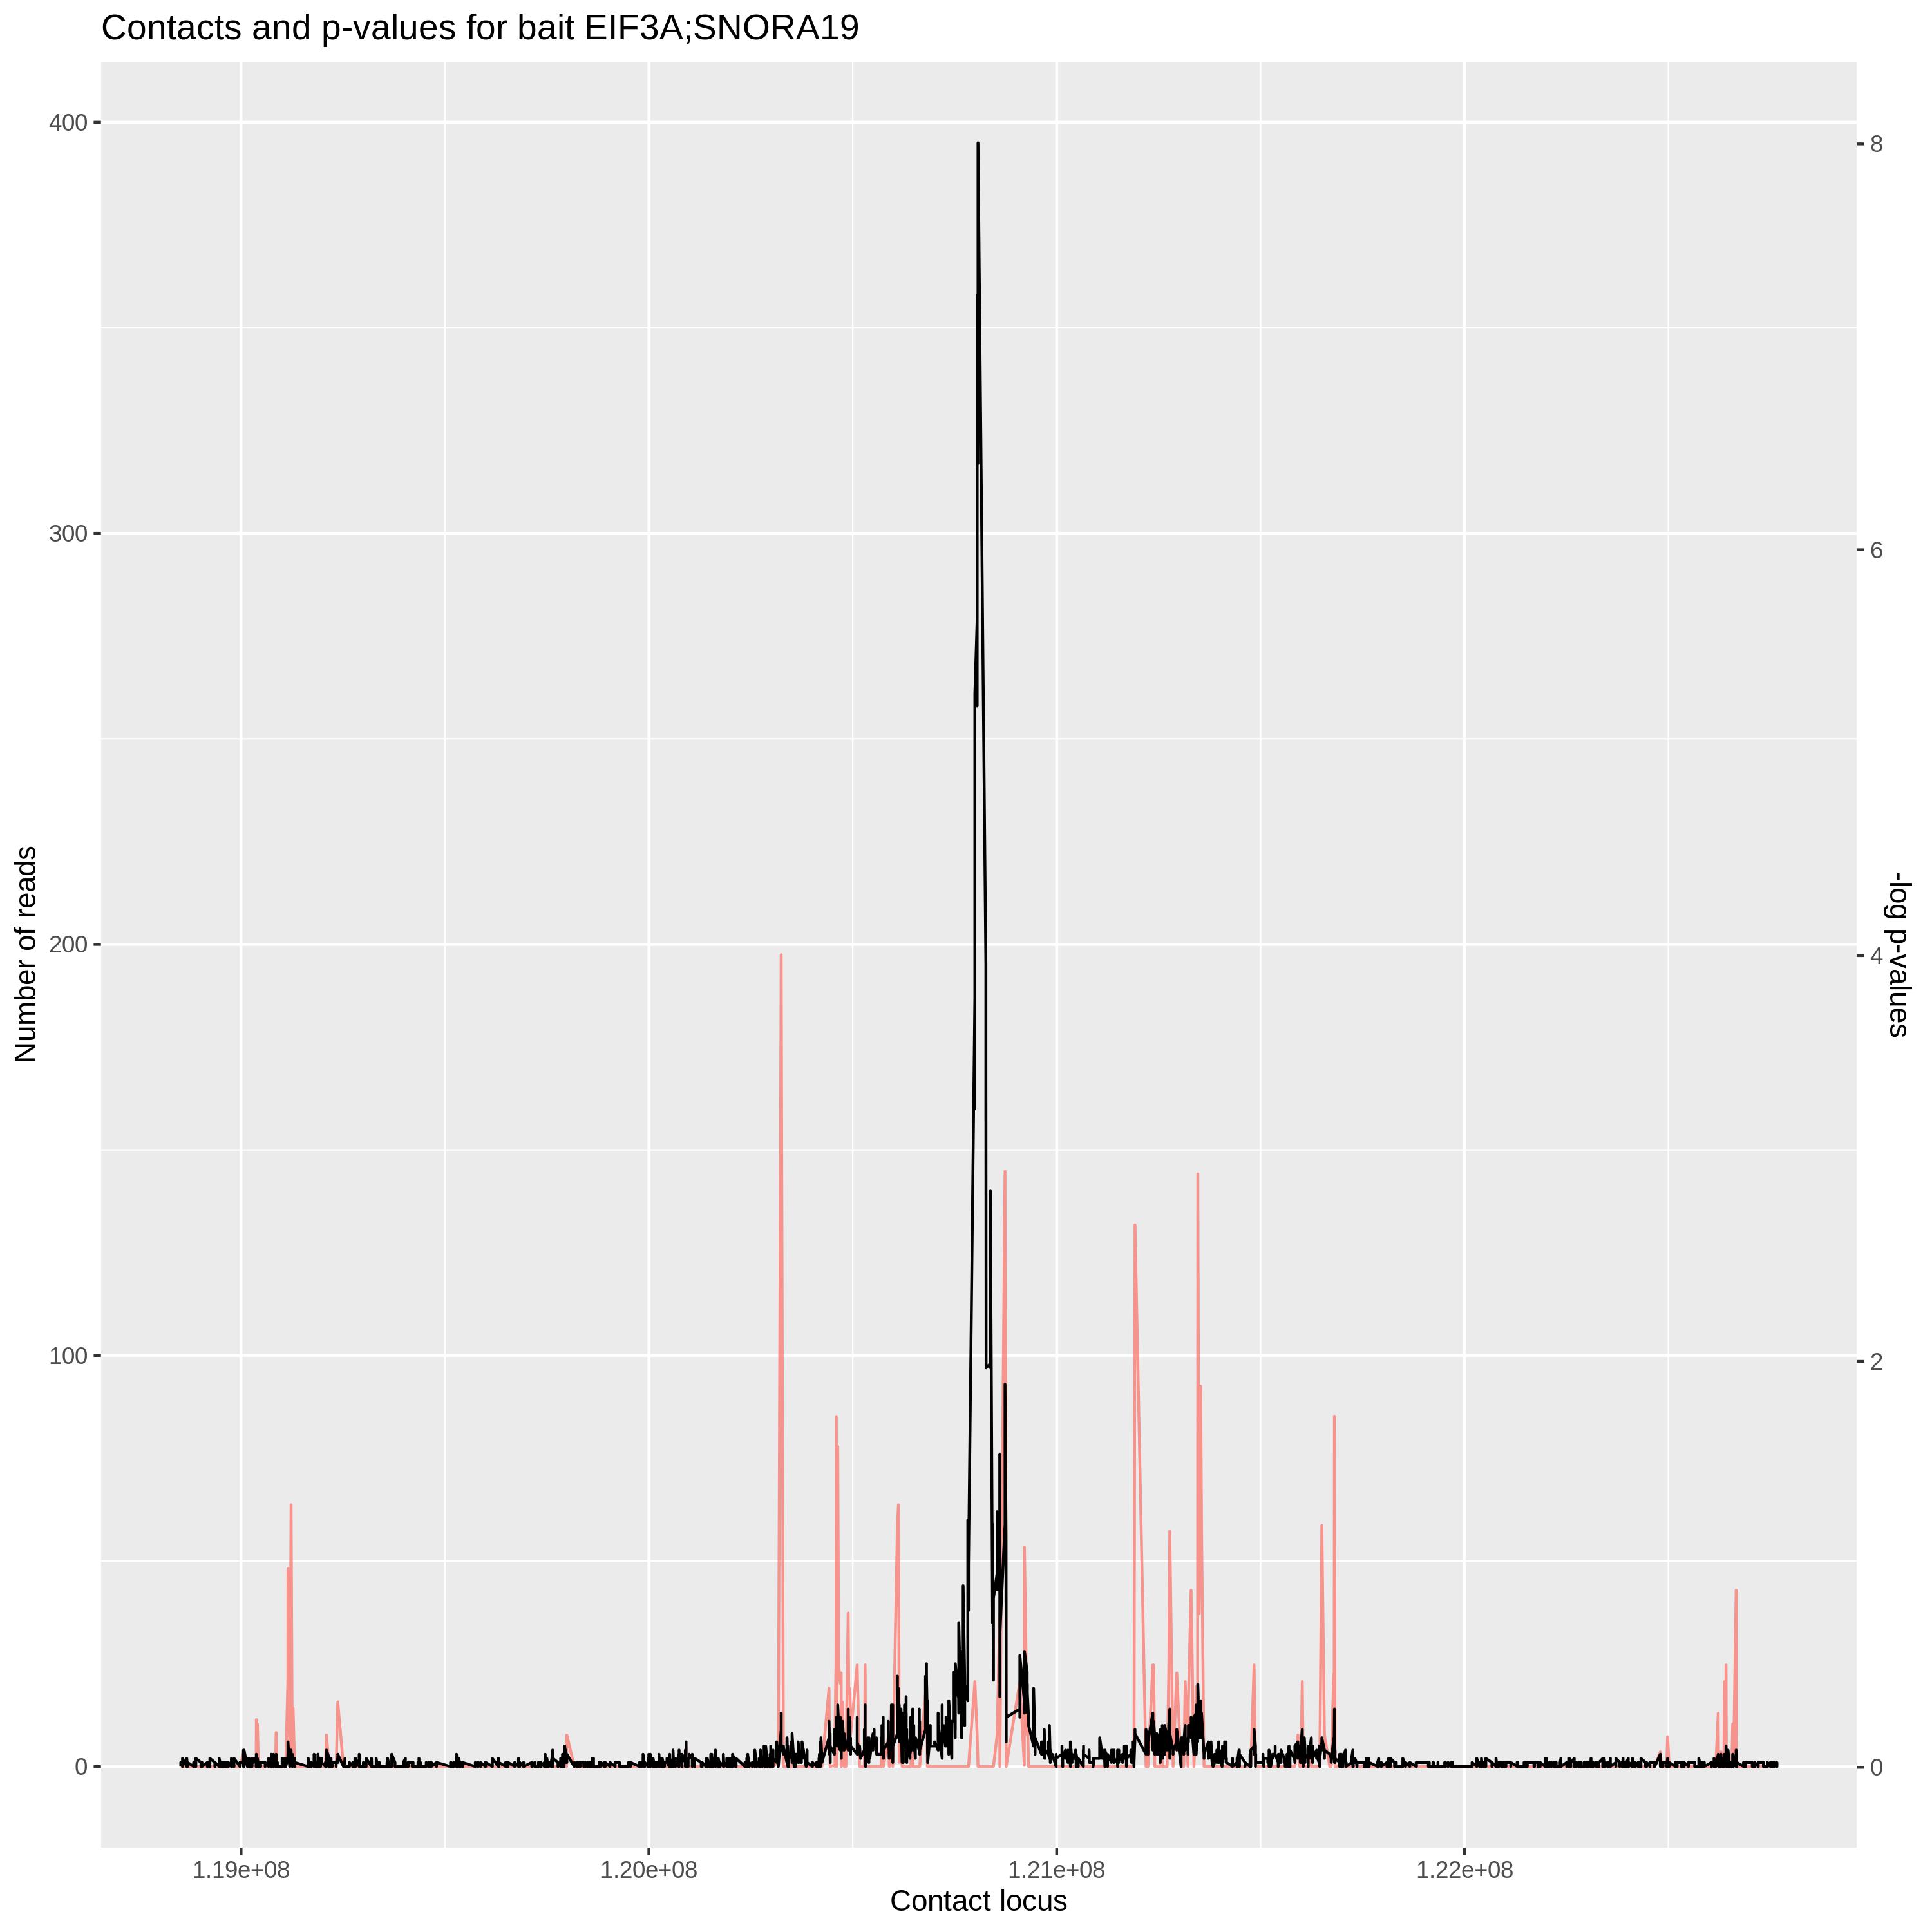 Contacts and p-values for bait EIF3A;SNORA19
400
300
200
100
0
8
6
4
2
0
Number of reads
-log p-values
1.19e+08
1.20e+08
1.21e+08
1.22e+08
Contact locus